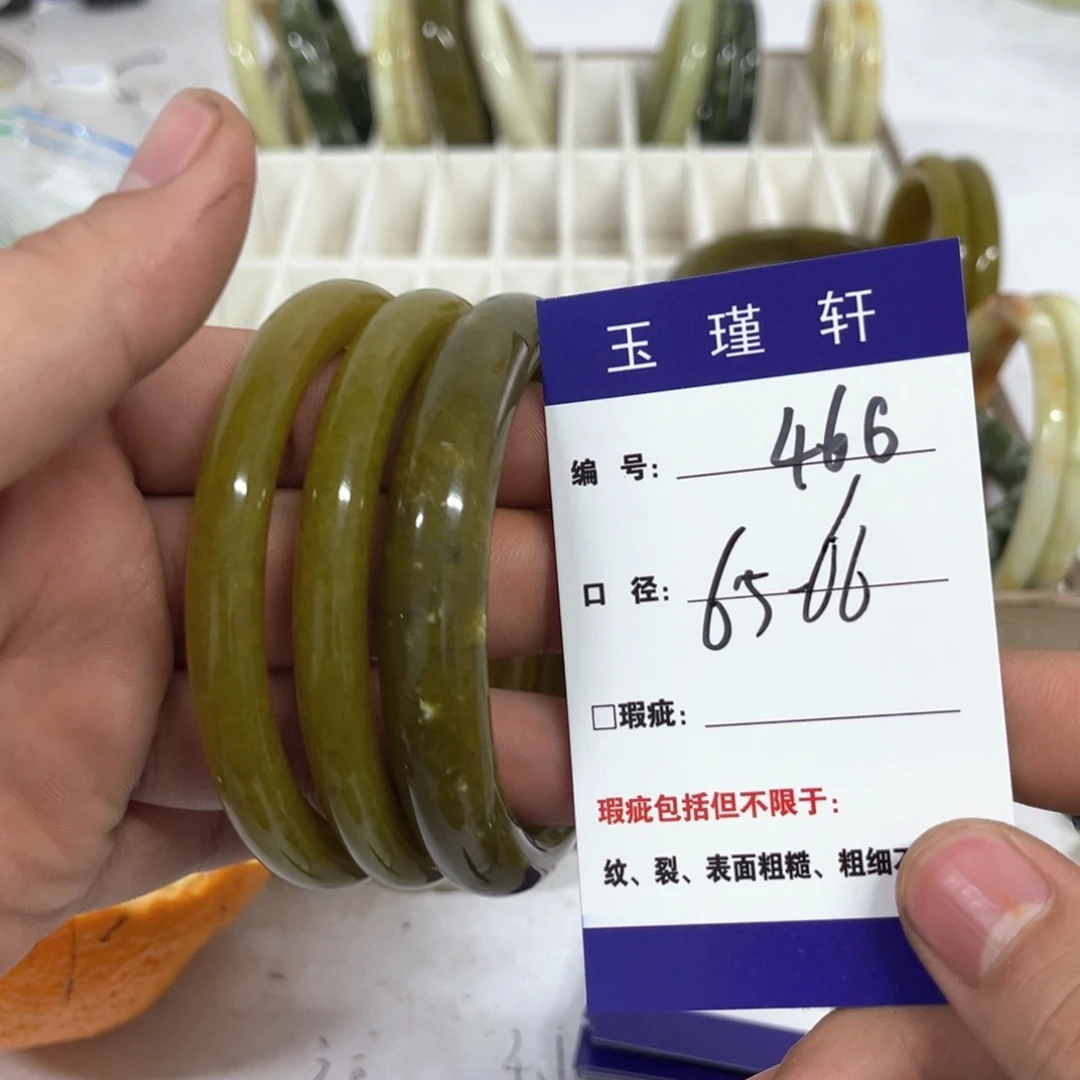 玉瑾轩
编号: 466
口径: 65-66
□瑕疵:
瑕疵包括但不限于:
纹、裂、表面粗糙、粗细不